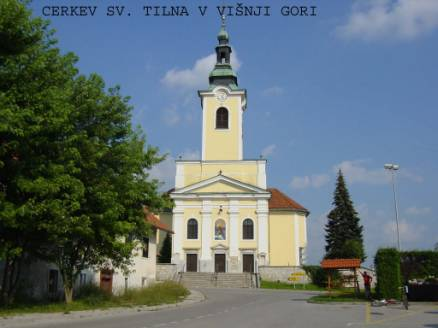 CERKEV SV. TILNA V VIŠNJI GORI